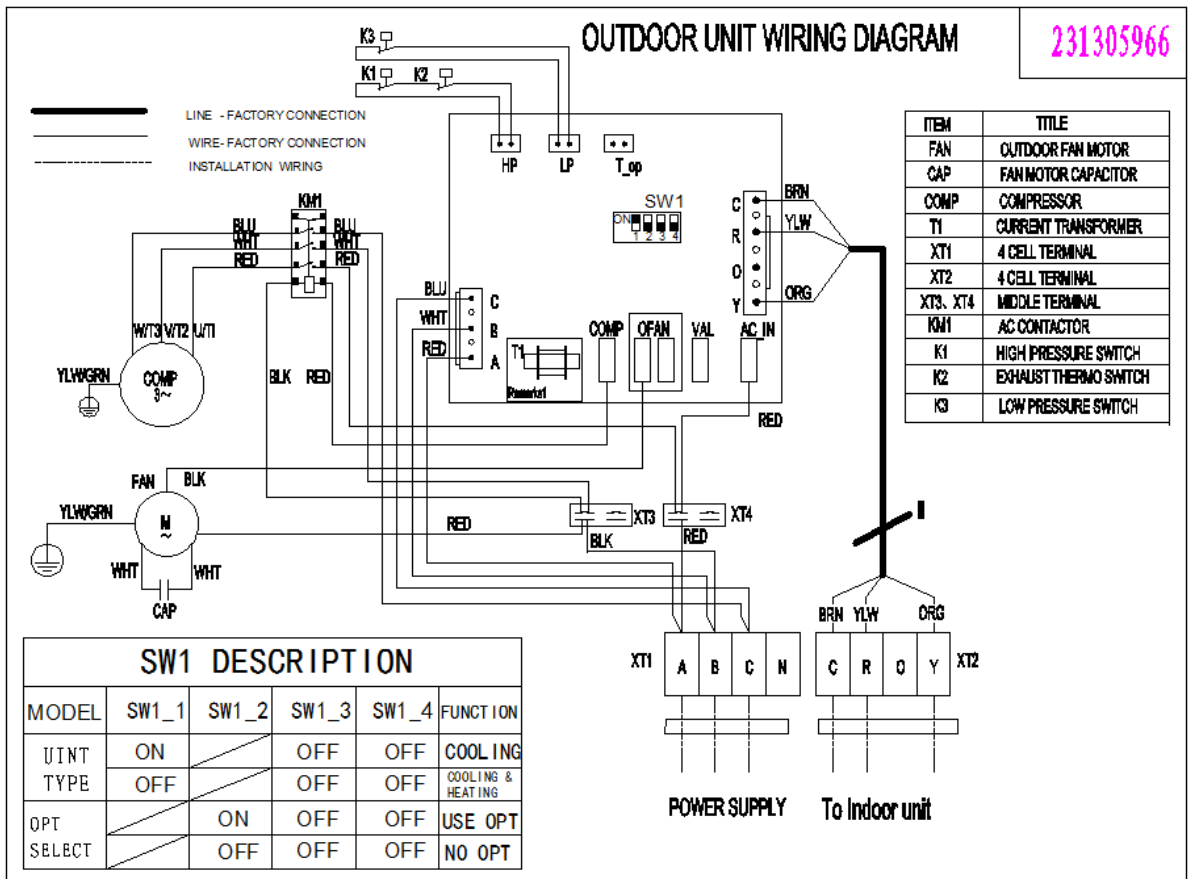 OUTDOOR UNIT WIRING DIAGRAM
231305966
K3
K1 K2
LINE - FACTORY CONNECTION
WIRE- FACTORY CONNECTION
INSTALLATION WIRING
HP LP T_op
SW1
ON
1 2 3 4
C
R
O
Y
BRN
YLW
ORG
ITEM TITLE
FAN OUTDOOR FAN MOTOR
CAP FAN MOTOR CAPACITOR
COMP COMPRESSOR
T1 CURRENT TRANSFORMER
XT1 4 CELL TERMINAL
XT2 4 CELL TERMINAL
XT3、XT4 MIDDLE TERMINAL
KM1 AC CONTACTOR
K1 HIGH PRESSURE SWITCH
K2 EXHAUST THERMO SWITCH
K3 LOW PRESSURE SWITCH
KM1
BLU BLU
WHT WHT
RED RED
BLU C
WHT B
RED A
T1
COMP OFAN VAL AC_IN
RED
W/T3 V/T2 U/T1
YLW/GRN
COMP
3~
BLK RED
FAN BLK
YLW/GRN
M
~
RED
WHT WHT
CAP
XT3 XT4
BLK RED
I
BRN YLW ORG
XT1 A B C N
C R O Y XT2
POWER SUPPLY To Indoor unit
SW1 DESCRIPTION
MODEL SW1_1 SW1_2 SW1_3 SW1_4 FUNCTION
UINT TYPE
ON OFF OFF COOLING
OFF OFF OFF COOLING & HEATING
OPT SELECT
ON OFF OFF USE OPT
OFF OFF OFF NO OPT